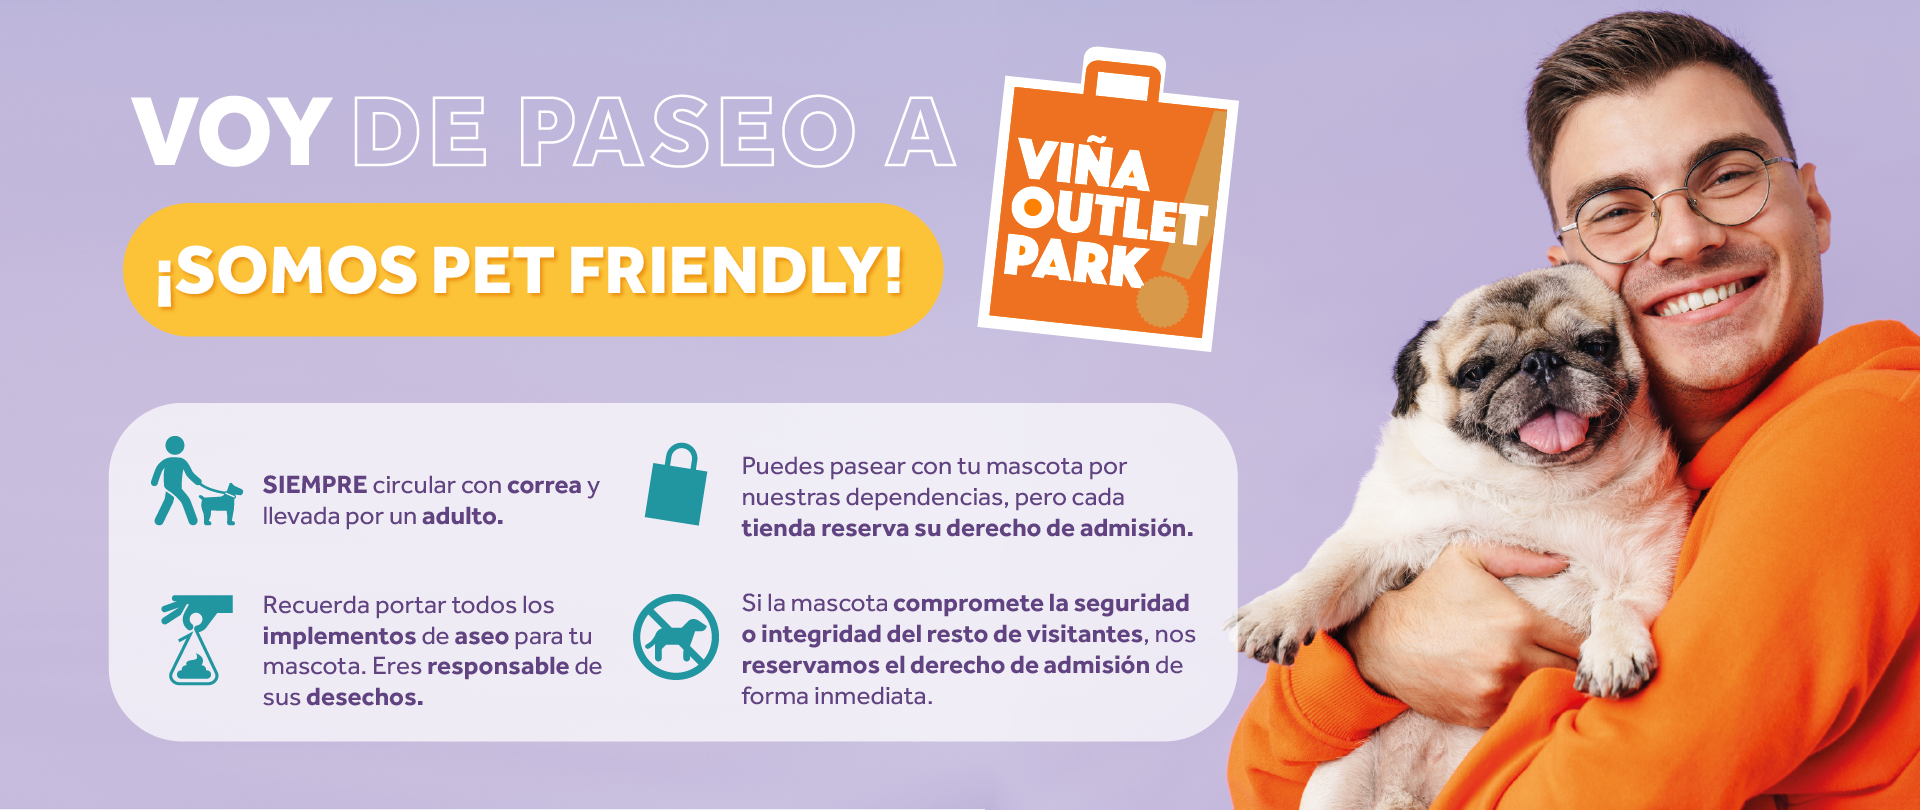 VOY DE PASEO A
¡SOMOS PET FRIENDLY!
VIÑA
OUTLET
PARK
SIEMPRE circular con correa y
llevada por un adulto.
Recuerda portar todos los
implementos de aseo para tu
mascota. Eres responsable de
sus desechos.
Puedes pasear con tu mascota por
nuestras dependencias, pero cada
tienda reserva su derecho de admisión.
Si la mascota compromete la seguridad
o integridad del resto de visitantes, nos
reservamos el derecho de admisión de
forma inmediata.